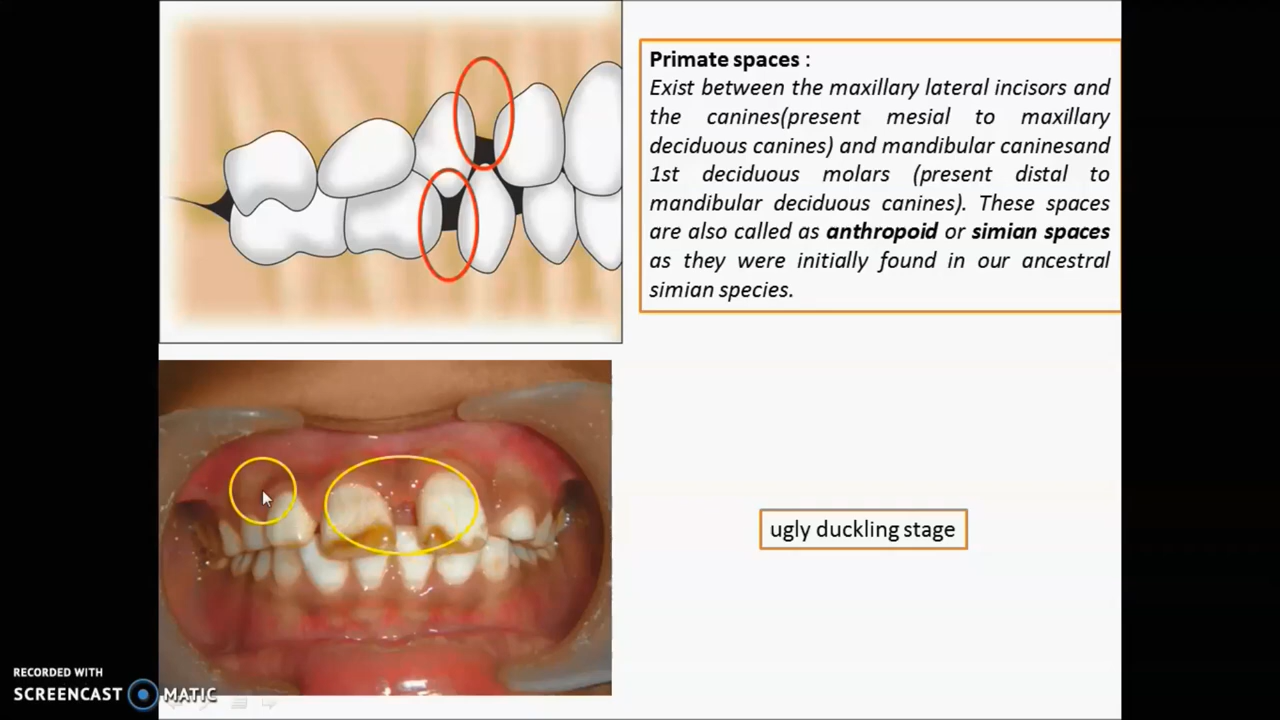 Primate spaces :
Exist between the maxillary lateral incisors and
the canines(present mesial to maxillary
deciduous canines) and mandibular caninesand
1st deciduous molars (present distal to
mandibular deciduous canines). These spaces
are also called as anthropoid or simian spaces
as they were initially found in our ancestral
simian species.
ugly duckling stage
RECORDED WITH
SCREENCAST MATIC